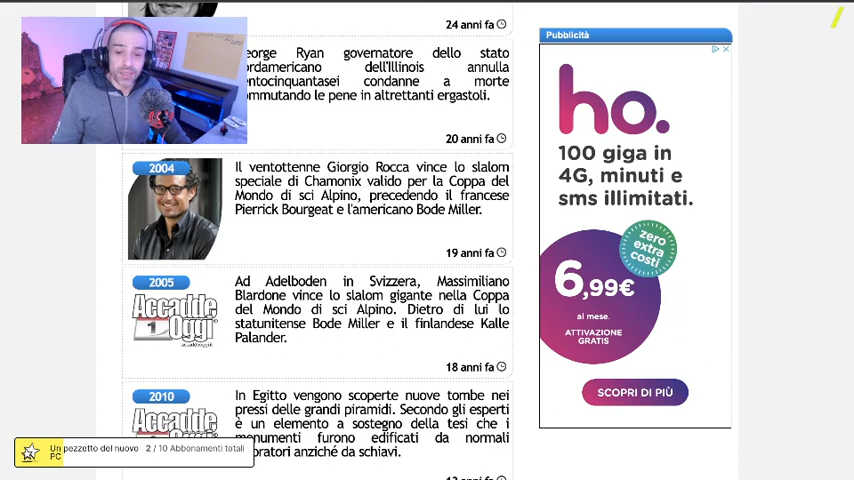 24 anni fa
eorge Ryan governatore dello stato
ordamericano dell'Illinois annulla
entocinquantasei condanne a morte
ommutando le pene in altrettanti ergastoli.
20 anni fa
2004
Il ventottenne Giorgio Rocca vince lo slalom
speciale di Chamonix valido per la Coppa del
Mondo di sci Alpino, precedendo il francese
Pierrick Bourgeat e l'americano Bode Miller.
19 anni fa
2005
Accadde
1
Oggi
accaddeoggi.it
Ad Adelboden in Svizzera, Massimiliano
Blardone vince lo slalom gigante nella Coppa
del Mondo di sci Alpino. Dietro di lui lo
statunitense Bode Miller e il finlandese Kalle
Palander.
18 anni fa
2010
Accadde
In Egitto vengono scoperte nuove tombe nei
pressi delle grandi piramidi. Secondo gli esperti
è un elemento a sostegno della tesi che i
monumenti furono edificati da normali
voratori anziché da schiavi.
Un pezzetto del nuovo PC
2 / 10 Abbonamenti totali
Pubblicità
ho.
100 giga in
4G, minuti e
sms illimitati.
zero
extra
costi
6,99€
al mese.
ATTIVAZIONE
GRATIS
SCOPRI DI PIÙ